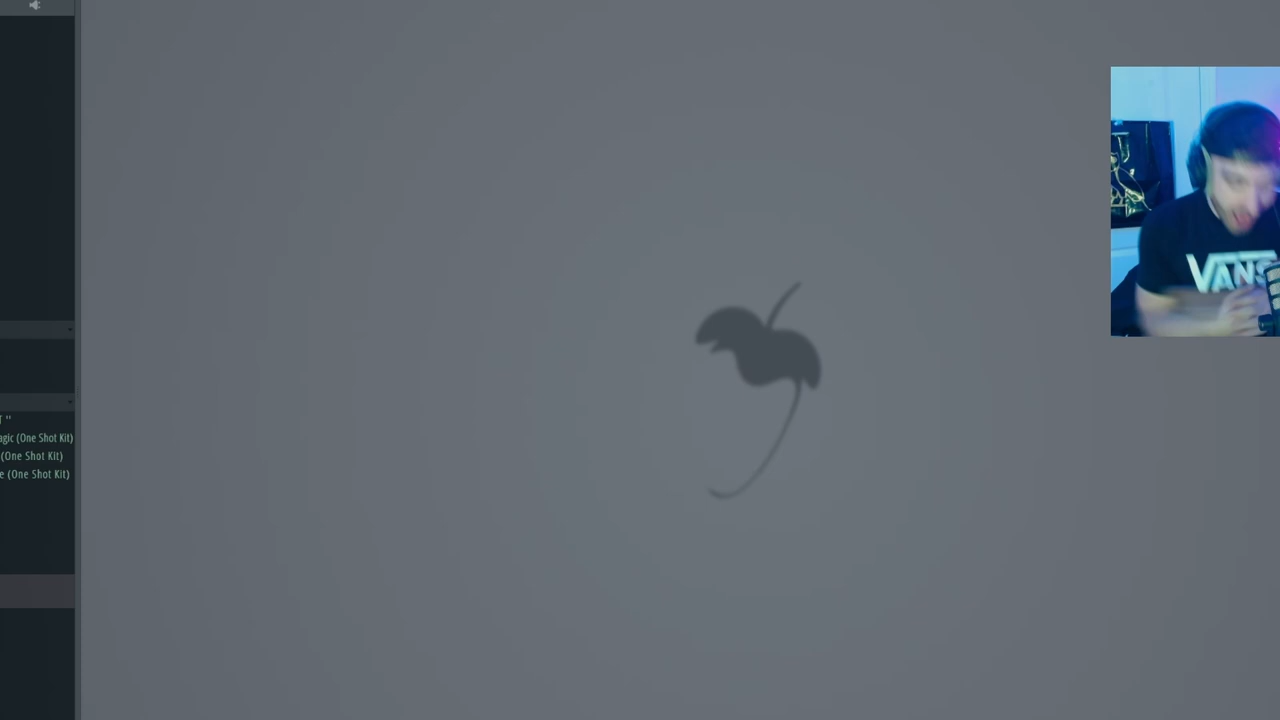 T "
agic (One Shot Kit)
(One Shot Kit)
e (One Shot Kit)
VANS